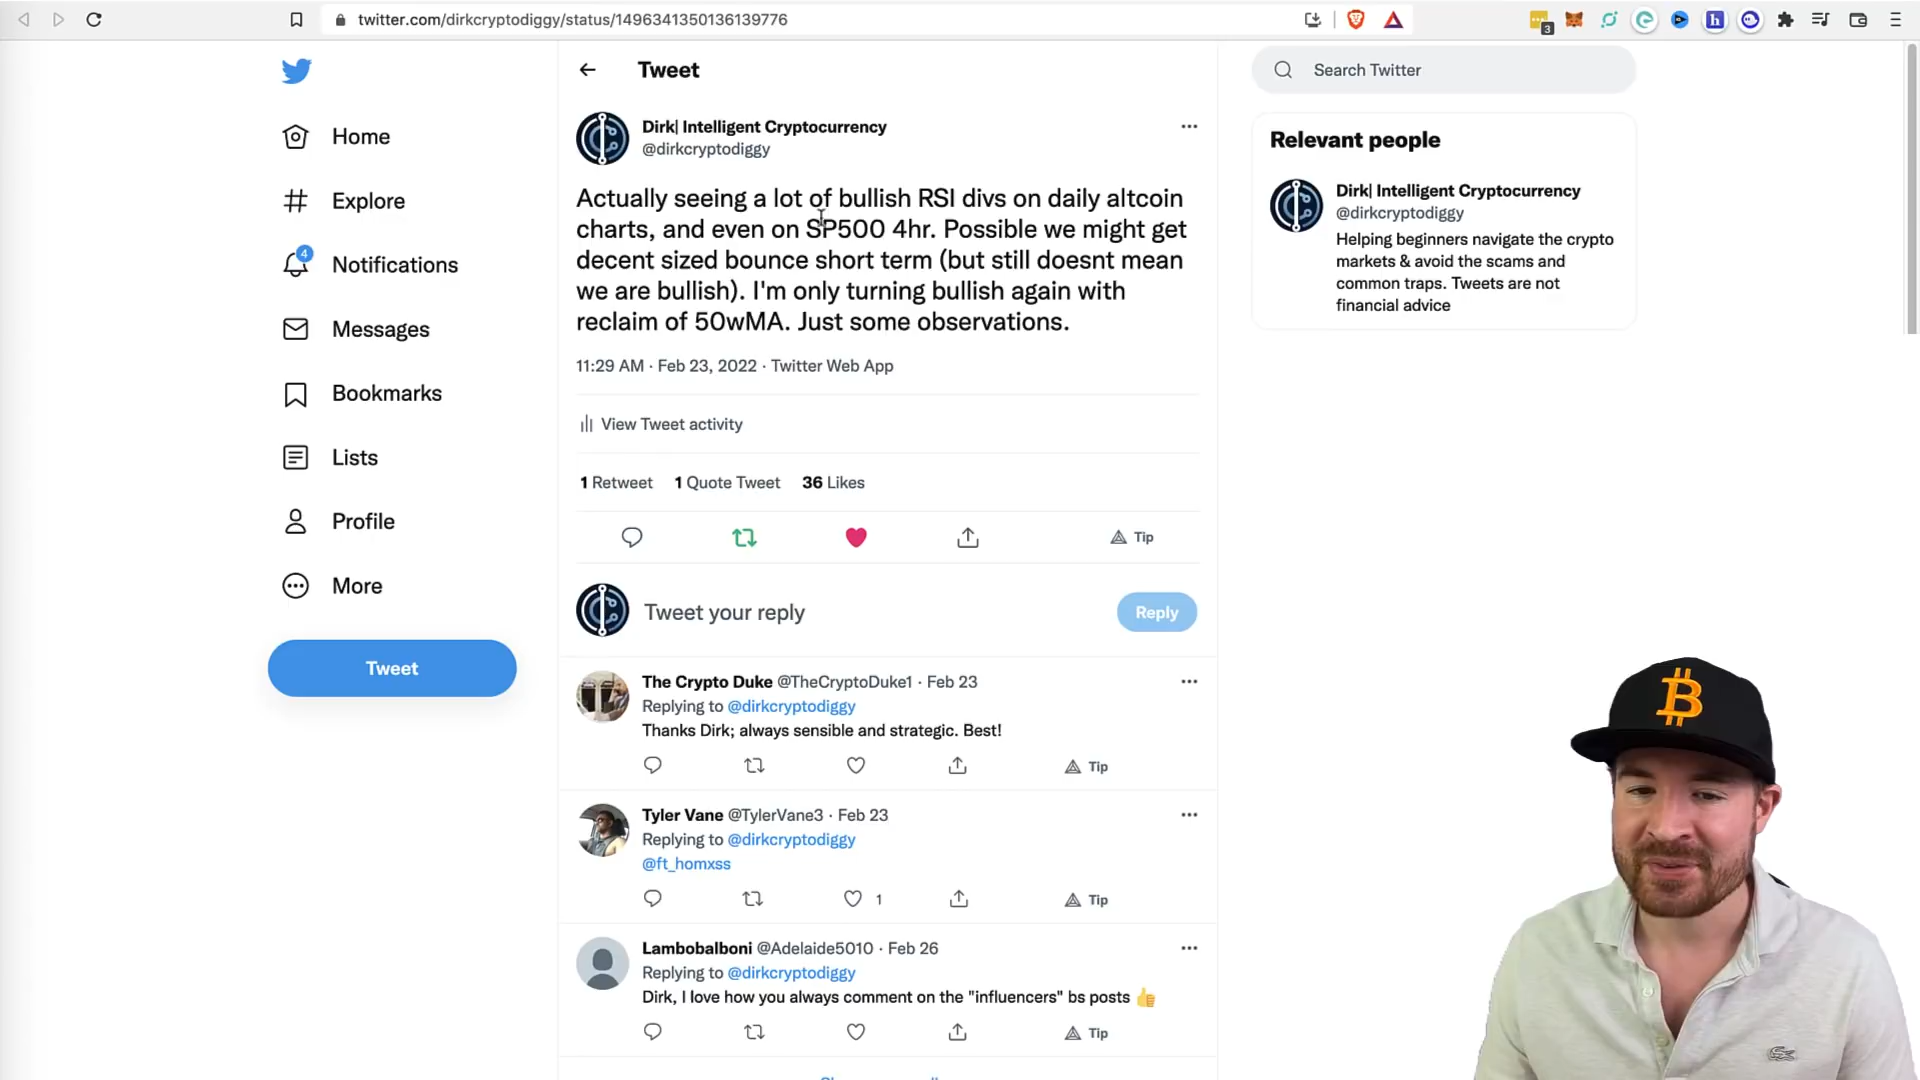 twitter.com/dirkcryptodiggy/status/1496341350136139776
3
h
Home
Explore
4
Notifications
Messages
Bookmarks
Lists
Profile
More
Tweet
Tweet
Dirk| Intelligent Cryptocurrency
@dirkcryptodiggy
Actually seeing a lot of bullish RSI divs on daily altcoin
charts, and even on SP500 4hr. Possible we might get
decent sized bounce short term (but still doesnt mean
we are bullish). I'm only turning bullish again with
reclaim of 50wMA. Just some observations.
11:29 AM · Feb 23, 2022 · Twitter Web App
View Tweet activity
1 Retweet 1 Quote Tweet 36 Likes
Tip
Tweet your reply
Reply
The Crypto Duke @TheCryptoDuke1 · Feb 23
Replying to @dirkcryptodiggy
Thanks Dirk; always sensible and strategic. Best!
Tip
Tyler Vane @TylerVane3 · Feb 23
Replying to @dirkcryptodiggy
@ft_homxss
1
Tip
Lambobalboni @Adelaide5010 · Feb 26
Replying to @dirkcryptodiggy
Dirk, I love how you always comment on the "influencers" bs posts 👍
Tip
Search Twitter
Relevant people
Dirk| Intelligent Cryptocurrency
@dirkcryptodiggy
Helping beginners navigate the crypto
markets & avoid the scams and
common traps. Tweets are not
financial advice